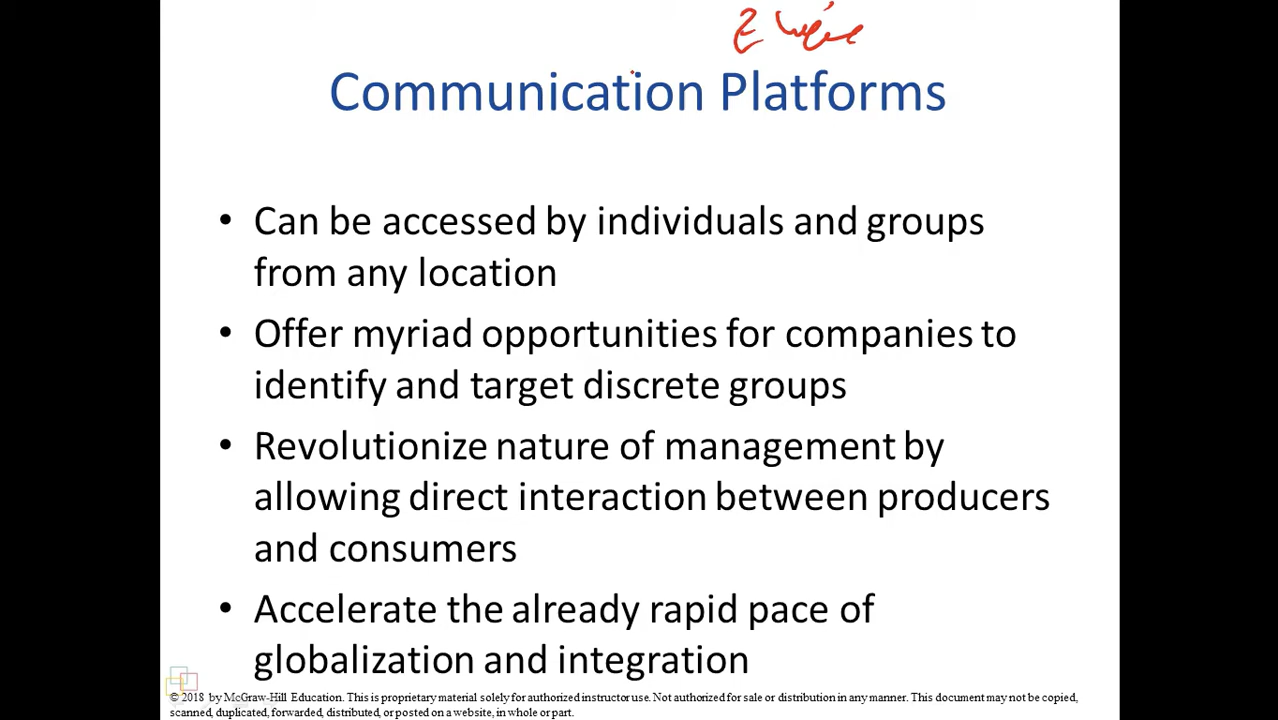 Communication Platforms
• Can be accessed by individuals and groups
from any location
• Offer myriad opportunities for companies to
identify and target discrete groups
• Revolutionize nature of management by
allowing direct interaction between producers
and consumers
• Accelerate the already rapid pace of
globalization and integration
© 2018 by McGraw-Hill Education. This is proprietary material solely for authorized instructor use. Not authorized for sale or distribution in any manner. This document may not be copied,
scanned, duplicated, forwarded, distributed, or posted on a website, in whole or part.